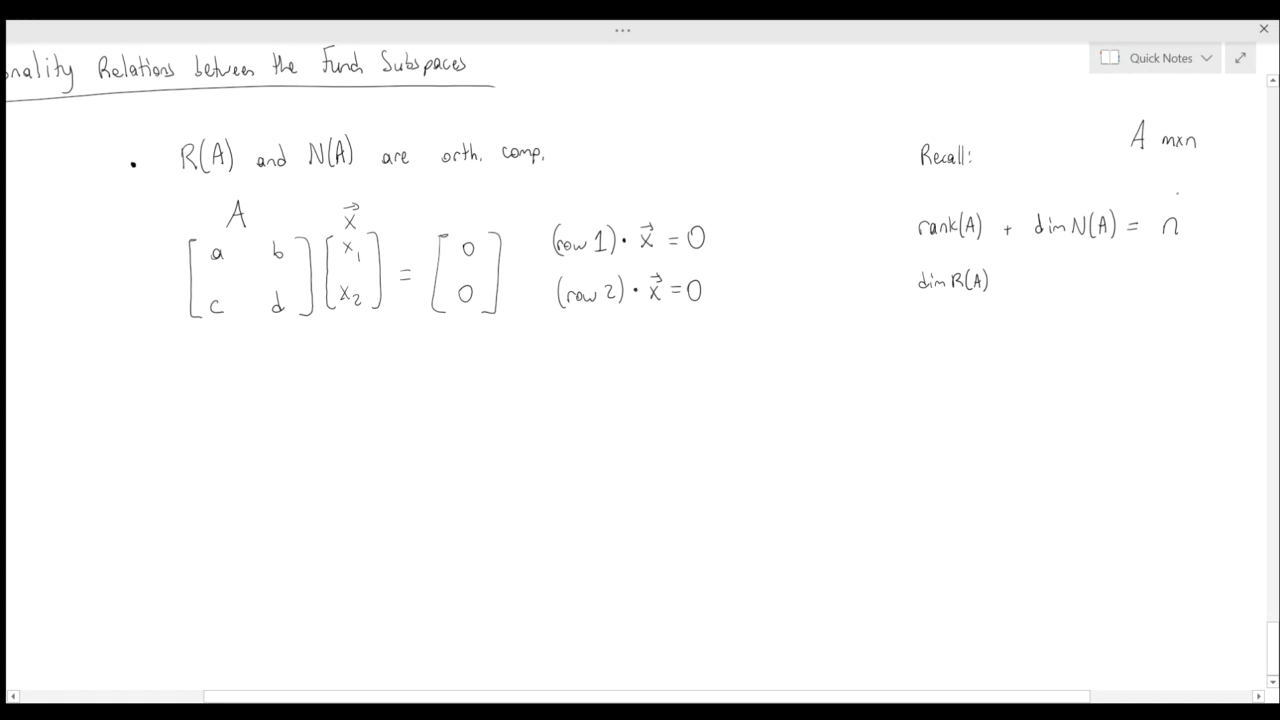 Quick Notes
onality Relations between the Fund Subspaces
• R(A) and N(A) are orth. comp.
A x⃗
[a b; c d] [x₁; x₂] = [0; 0]
(row 1) • x⃗ = 0
(row 2) • x⃗ = 0
A m×n
Recall:
rank(A) + dim N(A) = n
dim R(A)